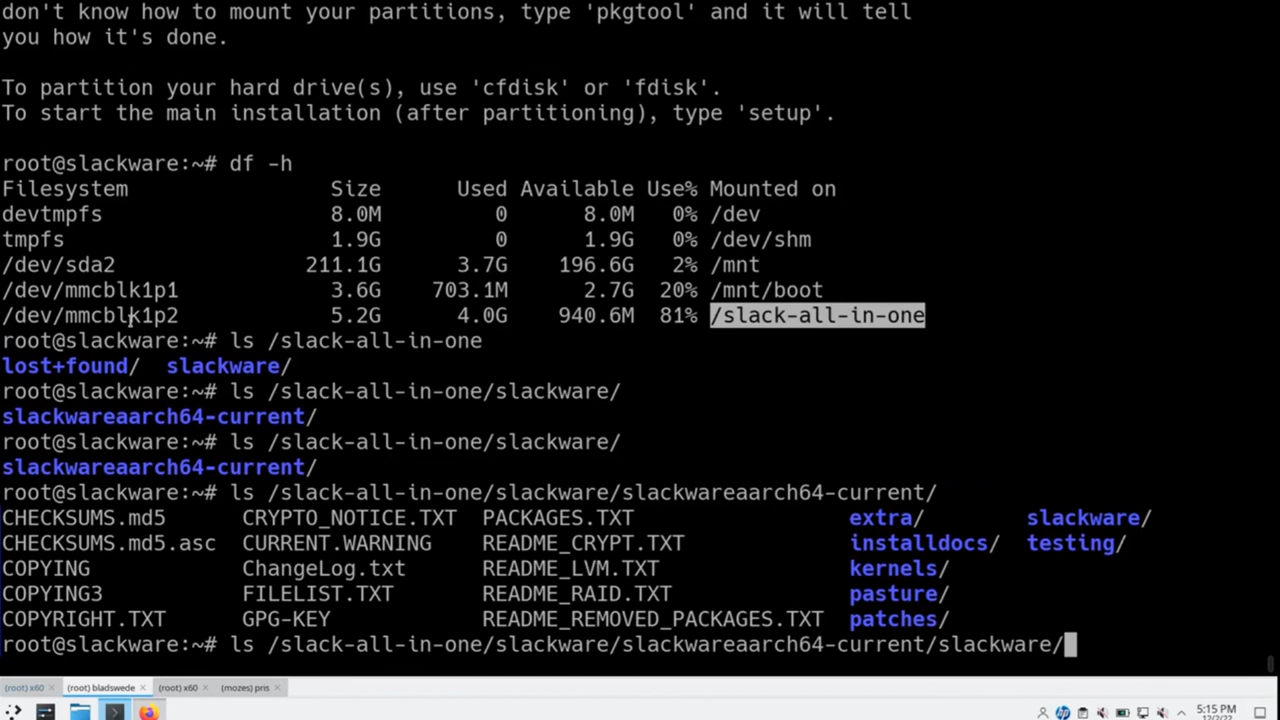 don't know how to mount your partitions, type 'pkgtool' and it will tell
you how it's done.
To partition your hard drive(s), use 'cfdisk' or 'fdisk'.
To start the main installation (after partitioning), type 'setup'.
root@slackware:~# df -h
Filesystem Size Used Available Use% Mounted on
devtmpfs 8.0M 0 8.0M 0% /dev
tmpfs 1.9G 0 1.9G 0% /dev/shm
/dev/sda2 211.1G 3.7G 196.6G 2% /mnt
/dev/mmcblk1p1 3.6G 703.1M 2.7G 20% /mnt/boot
/dev/mmcblk1p2 5.2G 4.0G 940.6M 81% /slack-all-in-one
root@slackware:~# ls /slack-all-in-one
lost+found/ slackware/
root@slackware:~# ls /slack-all-in-one/slackware/
slackwareaarch64-current/
root@slackware:~# ls /slack-all-in-one/slackware/
slackwareaarch64-current/
root@slackware:~# ls /slack-all-in-one/slackware/slackwareaarch64-current/
CHECKSUMS.md5 CRYPTO_NOTICE.TXT PACKAGES.TXT extra/ slackware/
CHECKSUMS.md5.asc CURRENT.WARNING README_CRYPT.TXT installdocs/ testing/
COPYING ChangeLog.txt README_LVM.TXT kernels/
COPYING3 FILELIST.TXT README_RAID.TXT pasture/
COPYRIGHT.TXT GPG-KEY README_REMOVED_PACKAGES.TXT patches/
root@slackware:~# ls /slack-all-in-one/slackware/slackwareaarch64-current/slackware/
(root) x60 (root) bladswede (root) x60 (mozes) pris
5:15 PM
12/2/22